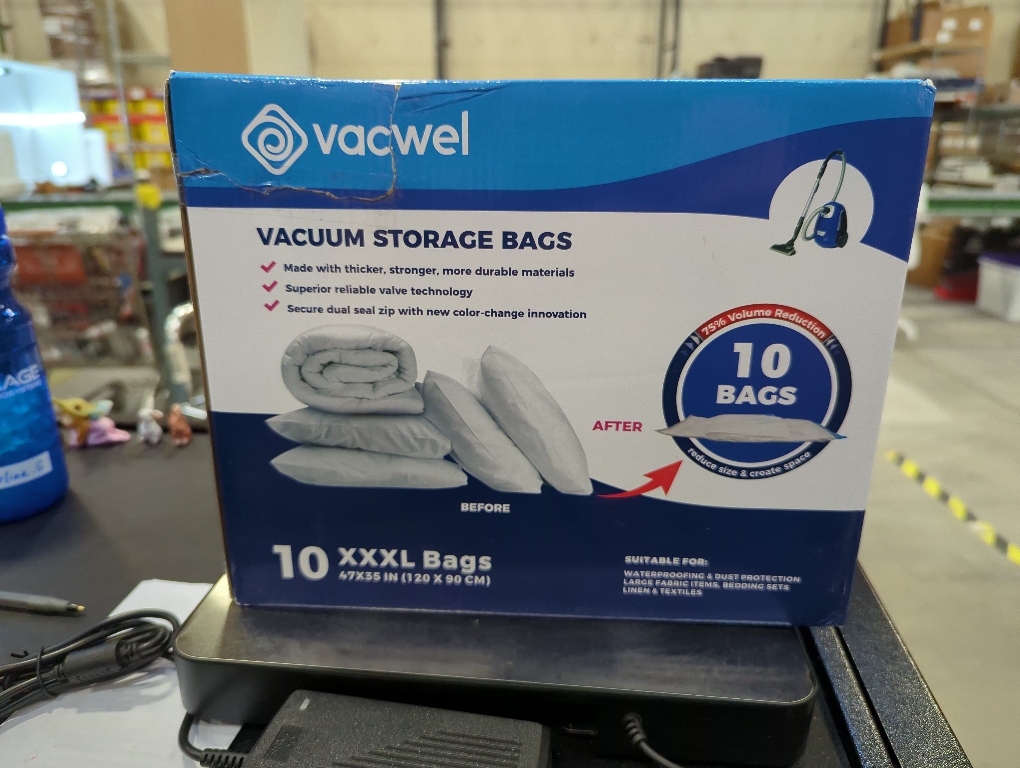 vacwel
VACUUM STORAGE BAGS
Made with thicker, stronger, more durable materials
Superior reliable valve technology
Secure dual seal zip with new color-change innovation
75% Volume Reduction
10
BAGS
reduce size & create space
AFTER
BEFORE
10 XXXL Bags
47X35 IN (120 X 90 CM)
SUITABLE FOR:
WATERPROOFING & DUST PROTECTION
LARGE FABRIC ITEMS, BEDDING SETS
LINEN & TEXTILES